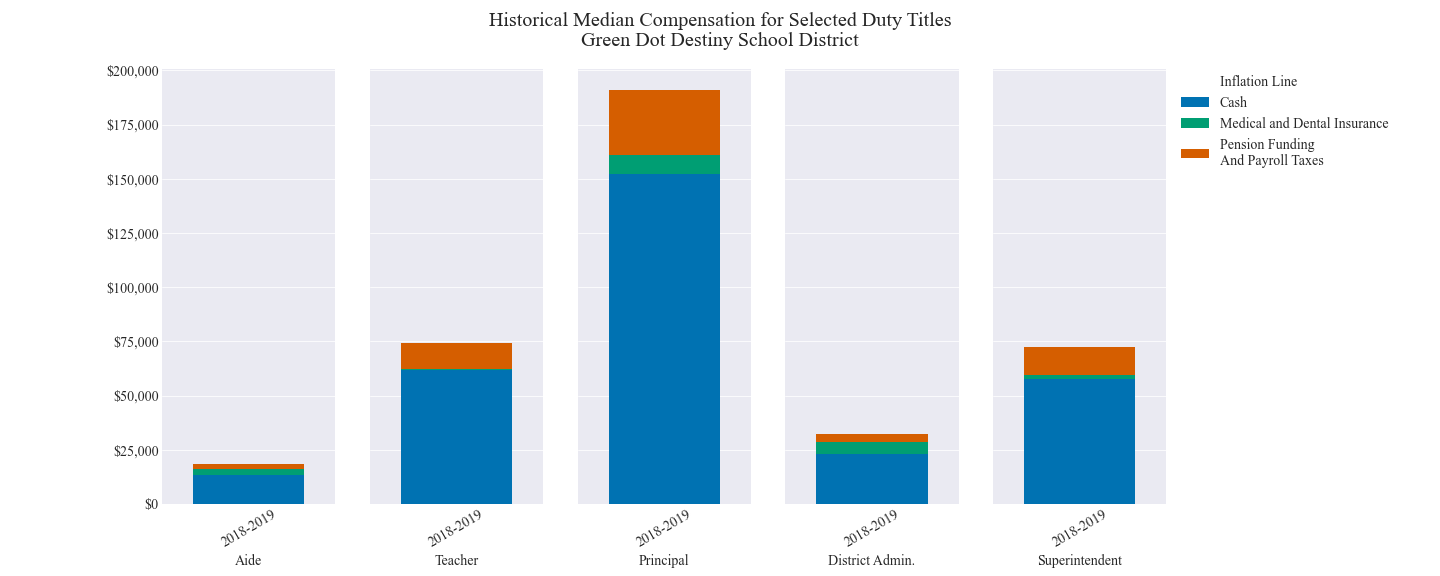 Historical Median Compensation for Selected Duty Titles
Green Dot Destiny School District
$200,000
$175,000
$150,000
$125,000
$100,000
$75,000
$50,000
$25,000
$0
2018-2019
Aide
2018-2019
Teacher
2018-2019
Principal
2018-2019
District Admin.
2018-2019
Superintendent
Inflation Line
Cash
Medical and Dental Insurance
Pension Funding
And Payroll Taxes